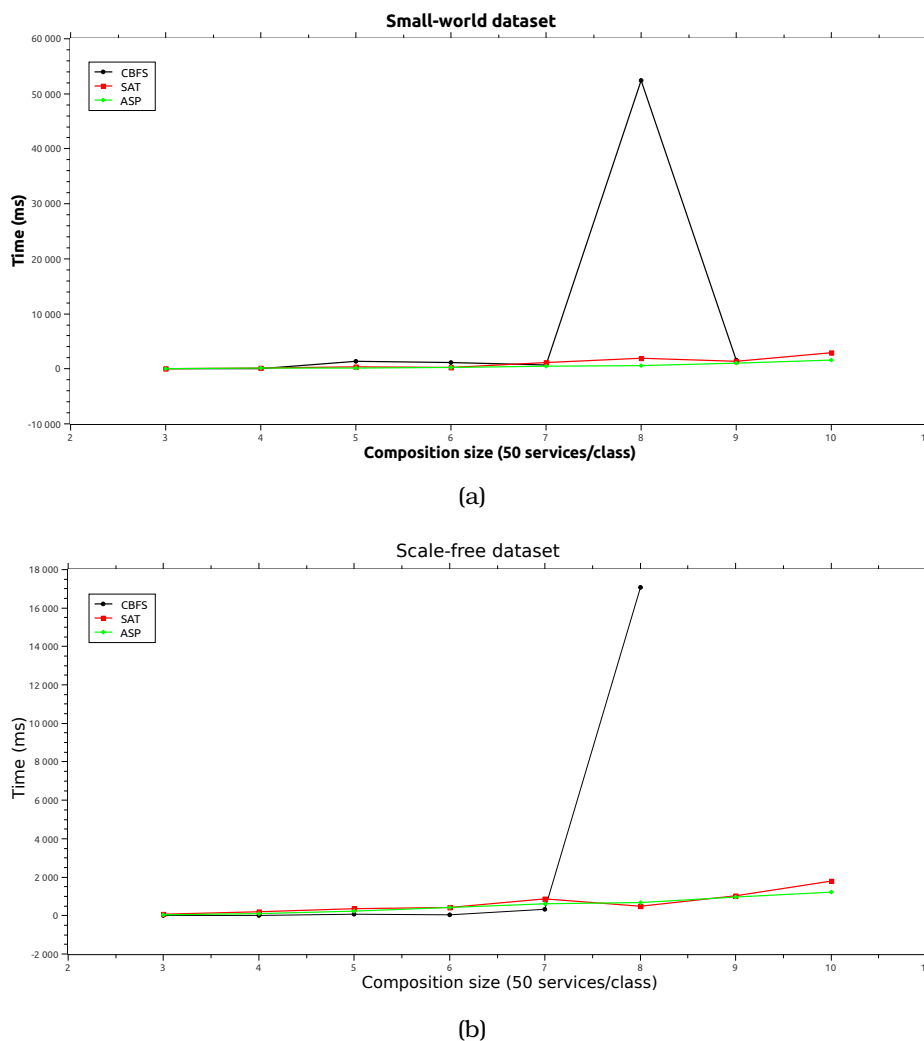 Small-world dataset
60 000
50 000
40 000
30 000
20 000
10 000
0
-10 000
Time (ms)
CBFS
SAT
ASP
2 3 4 5 6 7 8 9 10 1
Composition size (50 services/class)
(a)
Scale-free dataset
18 000
16 000
14 000
12 000
10 000
8 000
6 000
4 000
2 000
0
-2 000
Time (ms)
CBFS
SAT
ASP
2 3 4 5 6 7 8 9 10 1
Composition size (50 services/class)
(b)